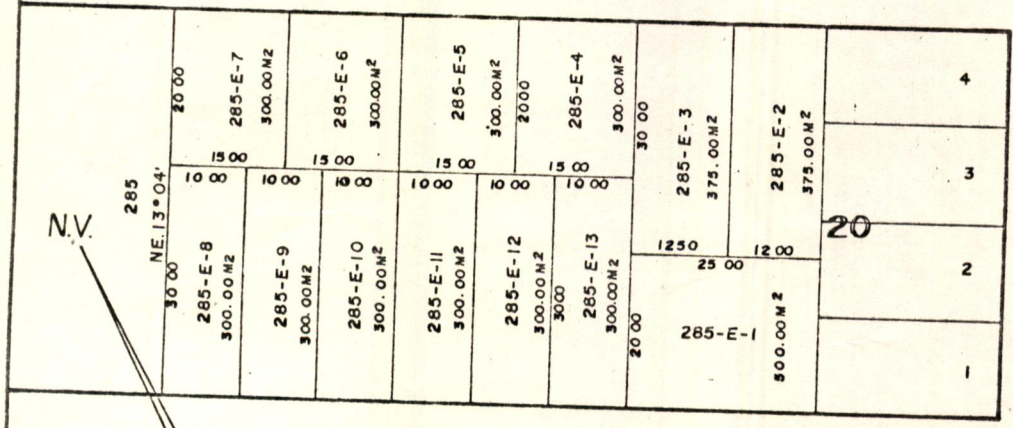 285-E-7
300.00M2
20 00
15 00
285-E-6
300.00M²
15 00
285-E-5
300.00M²
15 00
20 00
285-E-4
300.00M²
15 00
30 00
285-E-3
375.00M²
1250
285-E-2
375.00M²
12 00
25 00
20
4
3
2
1
N.V.
285
NE.13°04'
30 00
10 00
285-E-8
300.00M2
10 00
285-E-9
300.00M2
10 00
285-E-10
300.00M²
10 00
285-E-11
300.00M²
10 00
285-E-12
300.00M²
30 00
10 00
285-E-13
300.00M²
20 00
285-E-1
500.00M²